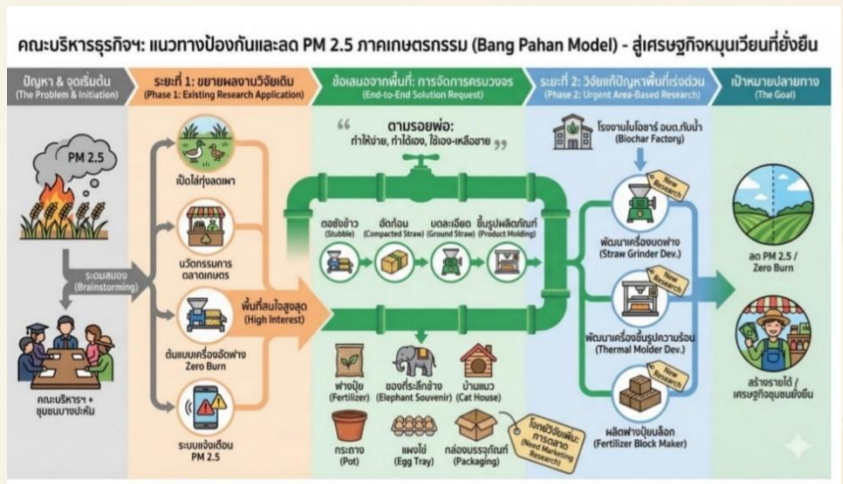 คณะบริหารธุรกิจฯ: แนวทางป้องกันและลด PM 2.5 ภาคเกษตรกรรม (Bang Pahan Model) - สู่เศรษฐกิจหมุนเวียนที่ยั่งยืน
ปัญหา & จุดเริ่มต้น
(The Problem & Initiation)
PM 2.5
ระดมสมอง
(Brainstorming)
คณะบริหารฯ +
ชุมชนบางปะหัน
ระยะที่ 1: ขยายผลงานวิจัยเดิม
(Phase 1: Existing Research Application)
เป็ดไล่ทุ่งลดเผา
นวัตกรรมการ
ตลาดเกษตร
พื้นที่สนใจสูงสุด
(High Interest)
ต้นแบบเครื่องอัดฟาง
Zero Burn
ระบบแจ้งเตือน
PM 2.5
ข้อเสนอจากพื้นที่: การจัดการครบวงจร
(End-to-End Solution Request)
“ ตามรอยพ่อ:
ทำให้ง่าย, ทำได้เอง, ใช้เอง-เหลือขาย ”
ตอซังข้าว
(Stubble)
อัดก้อน
(Compacted Straw)
บดละเอียด
(Ground Straw)
ขึ้นรูปผลิตภัณฑ์
(Product Molding)
ฟางปุ๋ย
(Fertilizer)
ของที่ระลึกช้าง
(Elephant Souvenir)
บ้านแมว
(Cat House)
กระถาง
(Pot)
แผงไข่
(Egg Tray)
กล่องบรรจุภัณฑ์
(Packaging)
โจทย์วิจัยเพิ่ม:
การตลาด
(Need Marketing
Research)
ระยะที่ 2: วิจัยแก้ปัญหาพื้นที่เร่งด่วน
(Phase 2: Urgent Area-Based Research)
โรงงานไบโอชาร์ อบต.ทับน้ำ
(Biochar Factory)
New
Research
พัฒนาเครื่องบดฟาง
(Straw Grinder Dev.)
New
Research
พัฒนาเครื่องขึ้นรูปความร้อน
(Thermal Molder Dev.)
New
Research
ผลิตฟางปุ๋ยบล็อก
(Fertilizer Block Maker)
เป้าหมายปลายทาง
(The Goal)
ลด PM 2.5 /
Zero Burn
สร้างรายได้ /
เศรษฐกิจชุมชนยั่งยืน